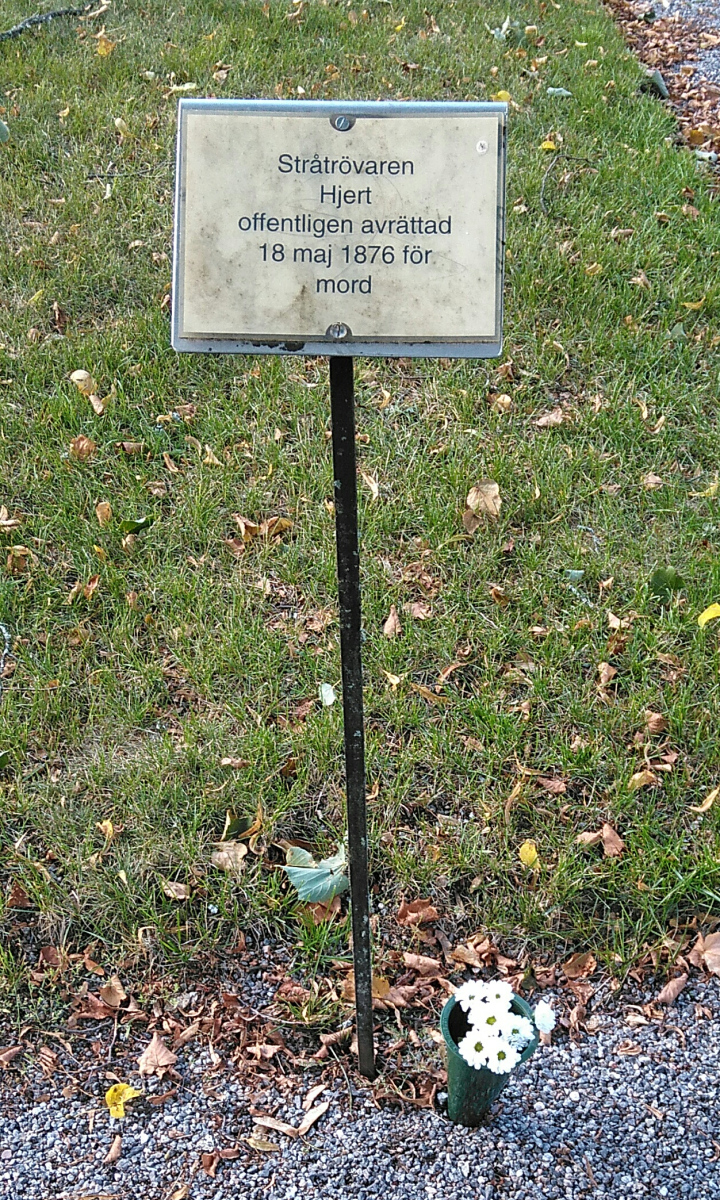 Stråtrövaren
Hjert
offentligen avrättad
18 maj 1876 för
mord